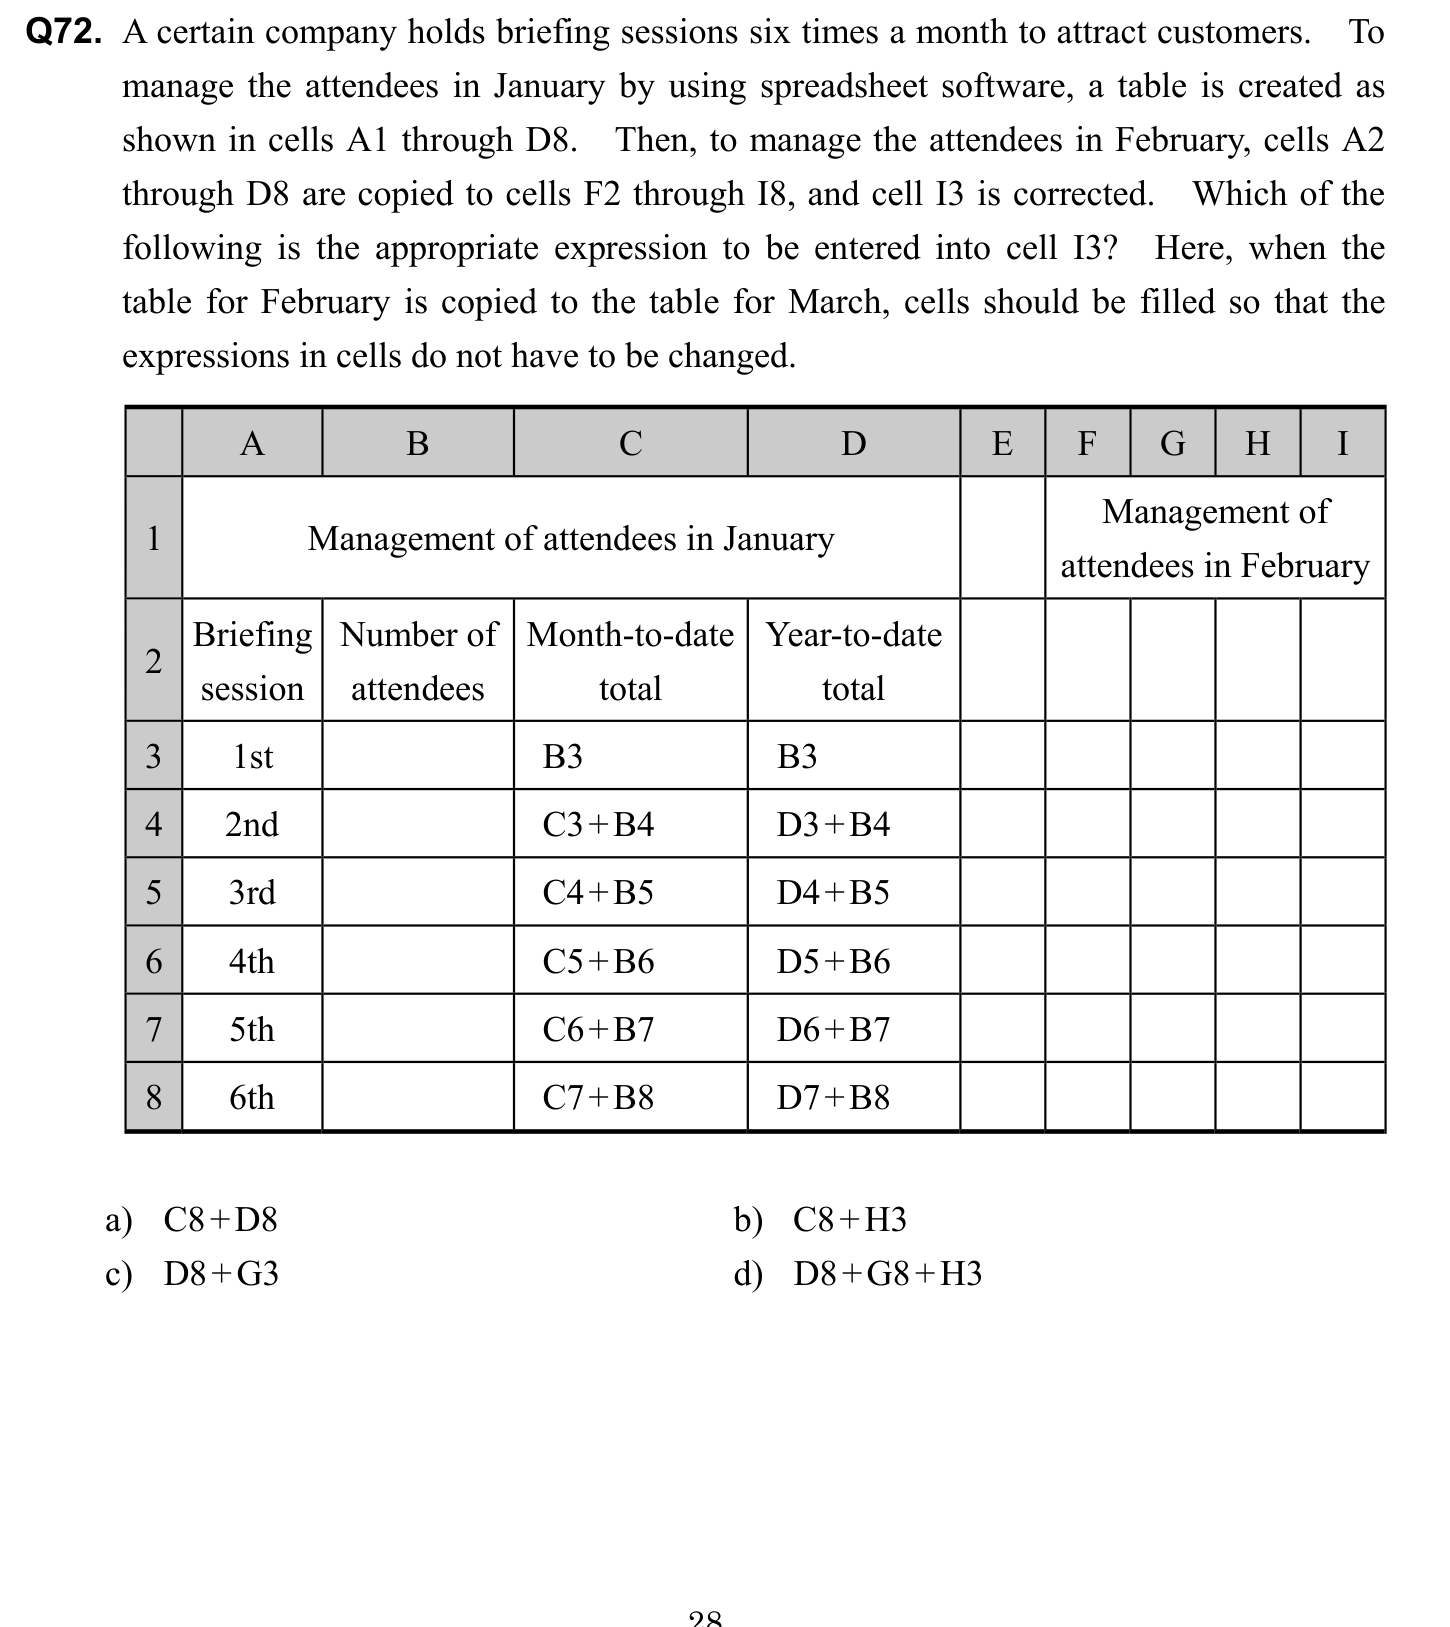 Q72. A certain company holds briefing sessions six times a month to attract customers. To
manage the attendees in January by using spreadsheet software, a table is created as
shown in cells A1 through D8. Then, to manage the attendees in February, cells A2
through D8 are copied to cells F2 through I8, and cell I3 is corrected. Which of the
following is the appropriate expression to be entered into cell I3? Here, when the
table for February is copied to the table for March, cells should be filled so that the
expressions in cells do not have to be changed.
A B C D E F G H I
1 Management of attendees in January Management of
attendees in February
2 Briefing Number of Month-to-date Year-to-date
session attendees total total
3 1st B3 B3
4 2nd C3+B4 D3+B4
5 3rd C4+B5 D4+B5
6 4th C5+B6 D5+B6
7 5th C6+B7 D6+B7
8 6th C7+B8 D7+B8
a) C8+D8 b) C8+H3
c) D8+G3 d) D8+G8+H3
28